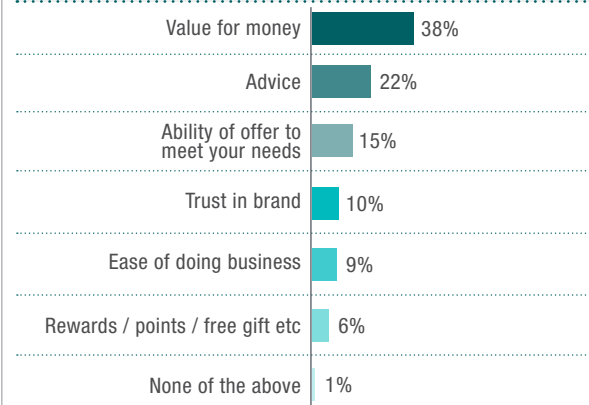 Value for money 38%
Advice 22%
Ability of offer to
meet your needs 15%
Trust in brand 10%
Ease of doing business 9%
Rewards / points / free gift etc 6%
None of the above 1%